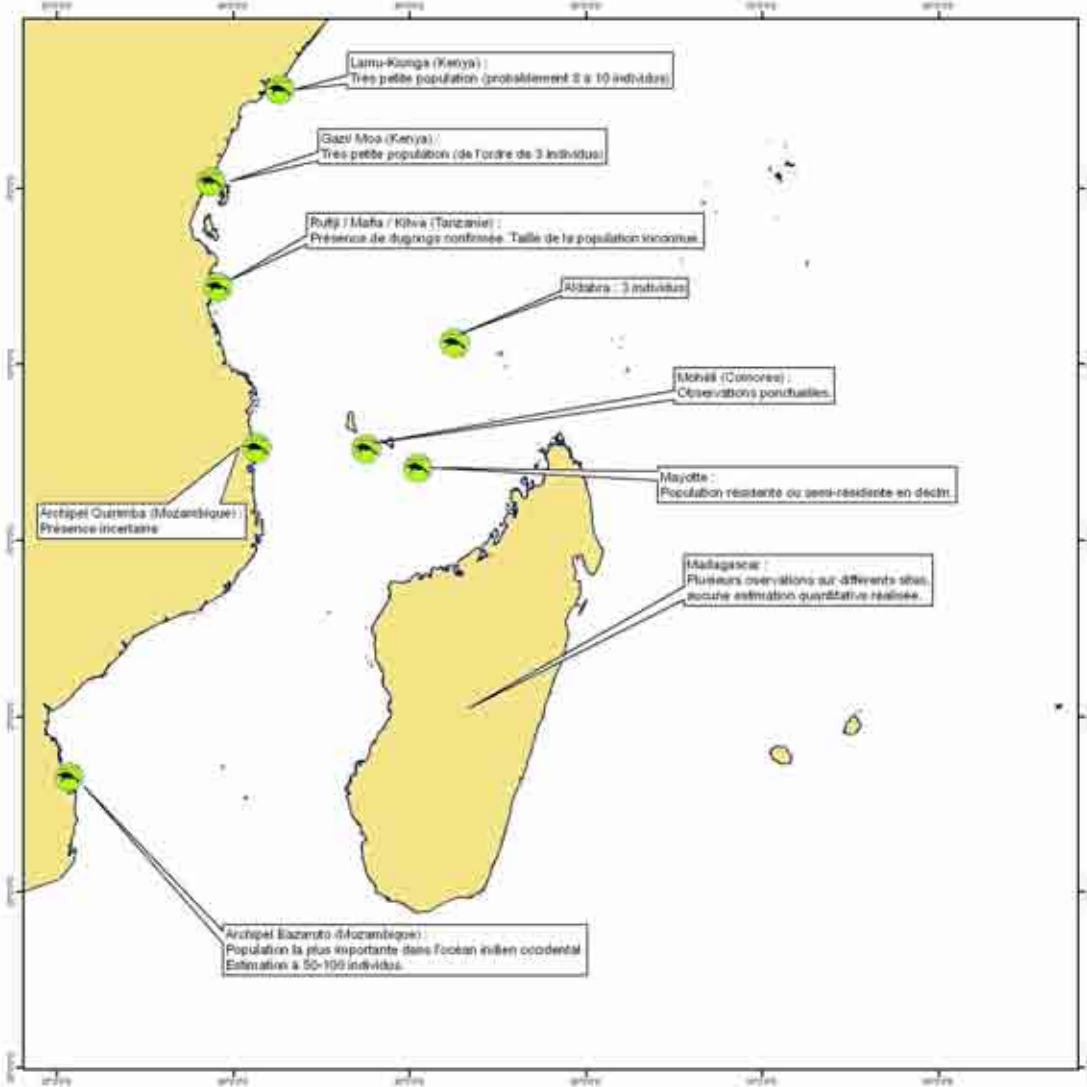 Lamu-Kiunga (Kenya) :
Très petite population (probablement 8 à 10 individus)
Gazi/ Moa (Kenya) :
Très petite population (de l'ordre de 3 individus)
Rufiji / Mafia / Kilwa (Tanzanie) :
Présence de dugongs confirmée. Taille de la population inconnue.
Aldabra : 3 individus
Mohéli (Comores) :
Observations ponctuelles.
Mayotte :
Population résidente ou semi-résidente en déclin.
Archipel Quirimba (Mozambique) :
Présence incertaine
Madagascar :
Plusieurs oservations sur différents sites,
aucune estimation quantitative réalisée.
Archipel Bazaruto (Mozambique) :
Population la plus importante dans l'océan indien occidental
Estimation à 50-100 individus.